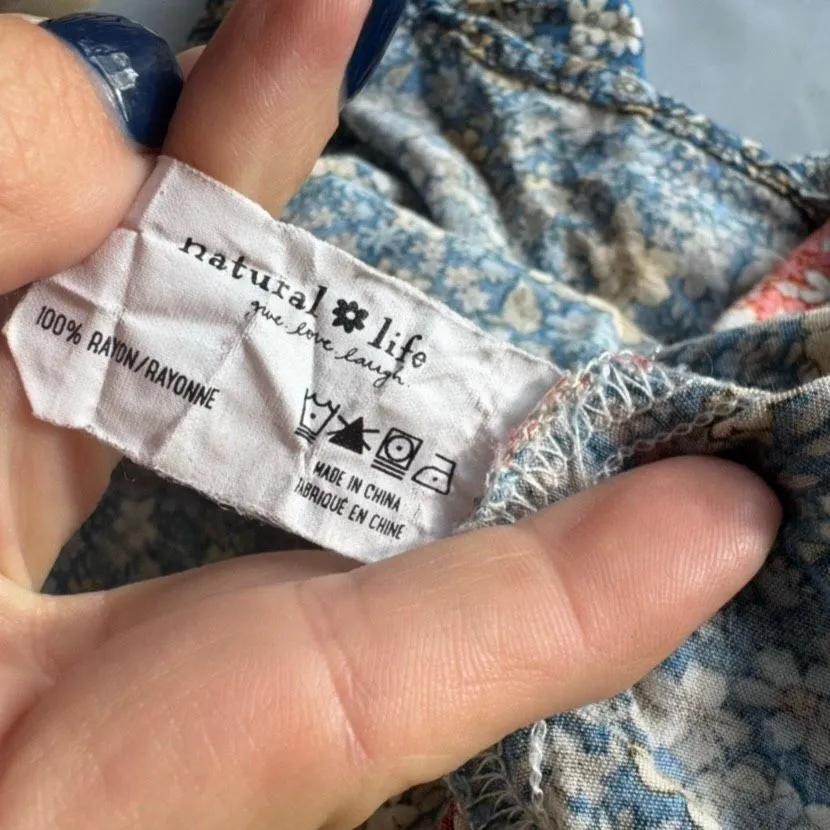 natural life
give.love.laugh.
100% RAYON/RAYONNE
MADE IN CHINA
FABRIQUÉ EN CHINE